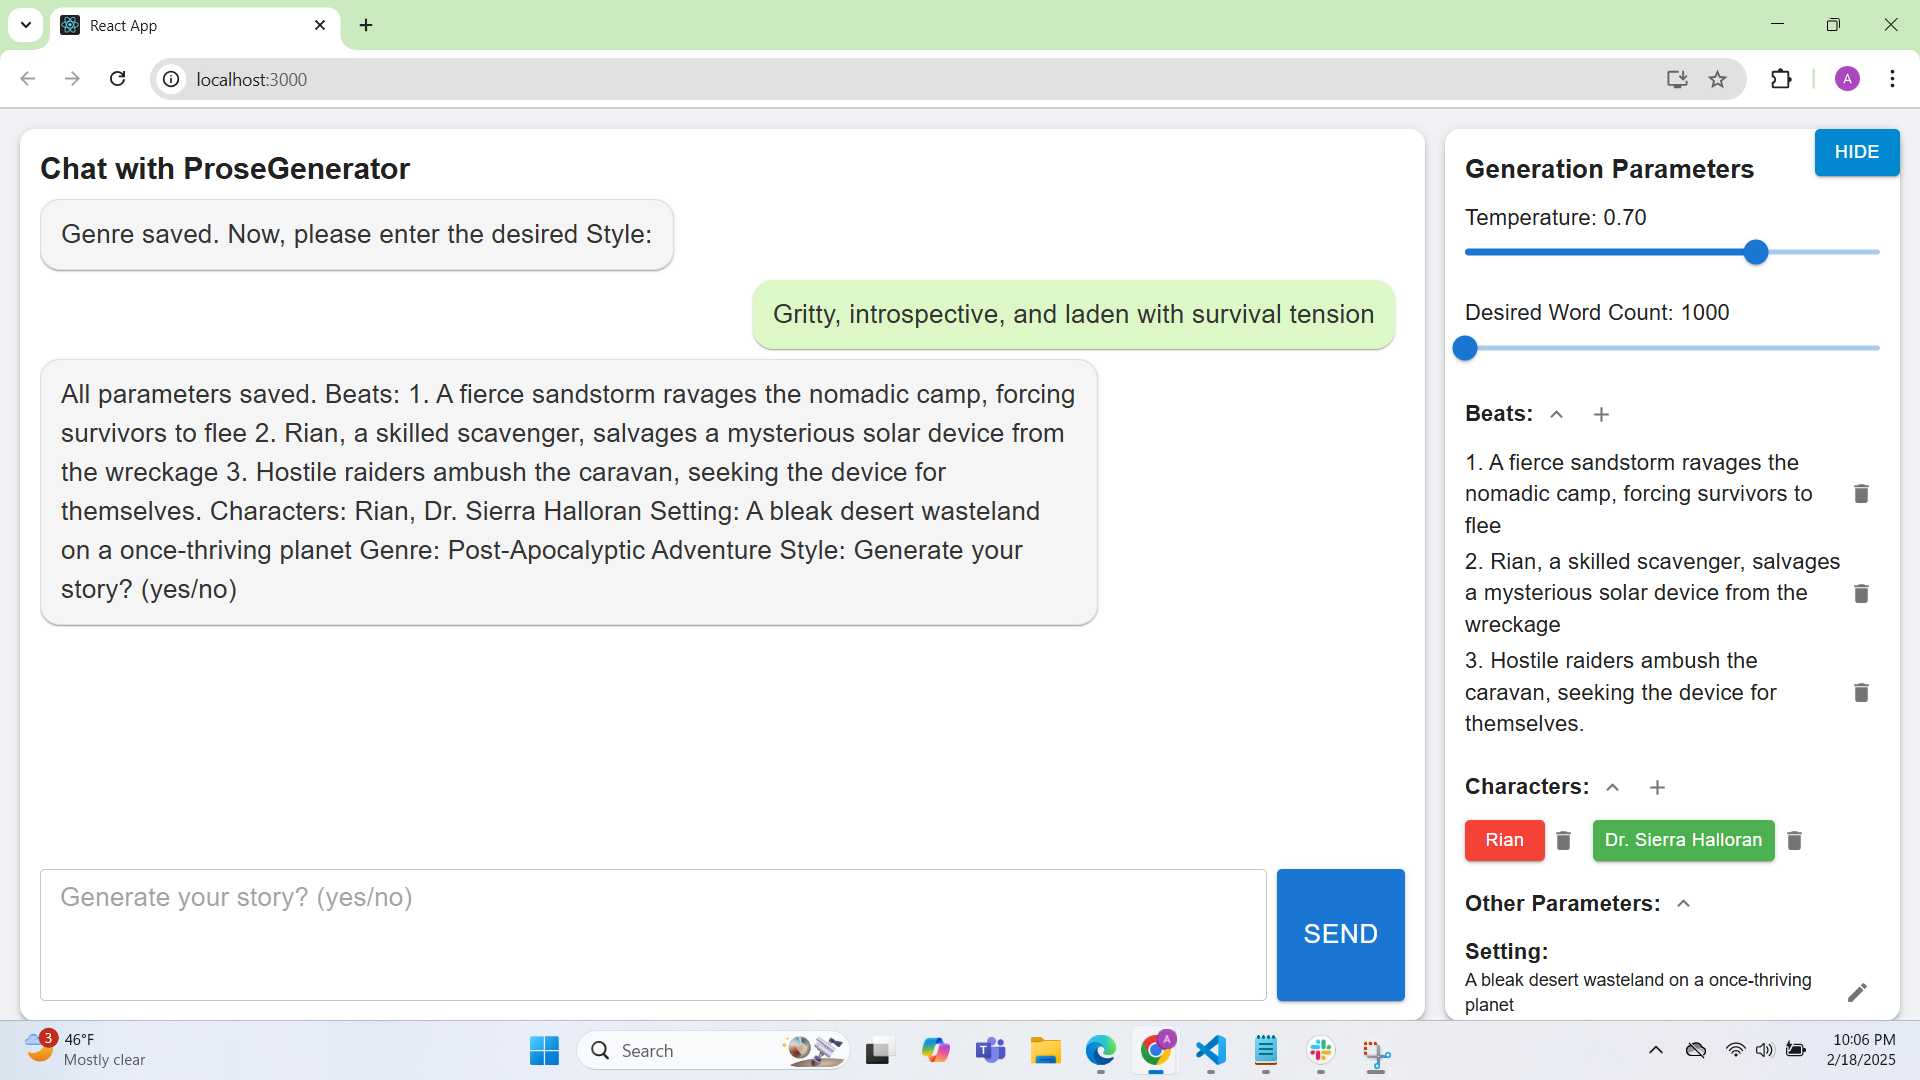 React App
localhost:3000
A
Chat with ProseGenerator
Genre saved. Now, please enter the desired Style:
Gritty, introspective, and laden with survival tension
All parameters saved. Beats: 1. A fierce sandstorm ravages the nomadic camp, forcing
survivors to flee 2. Rian, a skilled scavenger, salvages a mysterious solar device from
the wreckage 3. Hostile raiders ambush the caravan, seeking the device for
themselves. Characters: Rian, Dr. Sierra Halloran Setting: A bleak desert wasteland
on a once-thriving planet Genre: Post-Apocalyptic Adventure Style: Generate your
story? (yes/no)
Generate your story? (yes/no)
SEND
HIDE
Generation Parameters
Temperature: 0.70
Desired Word Count: 1000
Beats:
1. A fierce sandstorm ravages the
nomadic camp, forcing survivors to
flee
2. Rian, a skilled scavenger, salvages
a mysterious solar device from the
wreckage
3. Hostile raiders ambush the
caravan, seeking the device for
themselves.
Characters:
Rian
Dr. Sierra Halloran
Other Parameters:
Setting:
A bleak desert wasteland on a once-thriving
planet
3
46°F
Mostly clear
Search
A
10:06 PM
2/18/2025